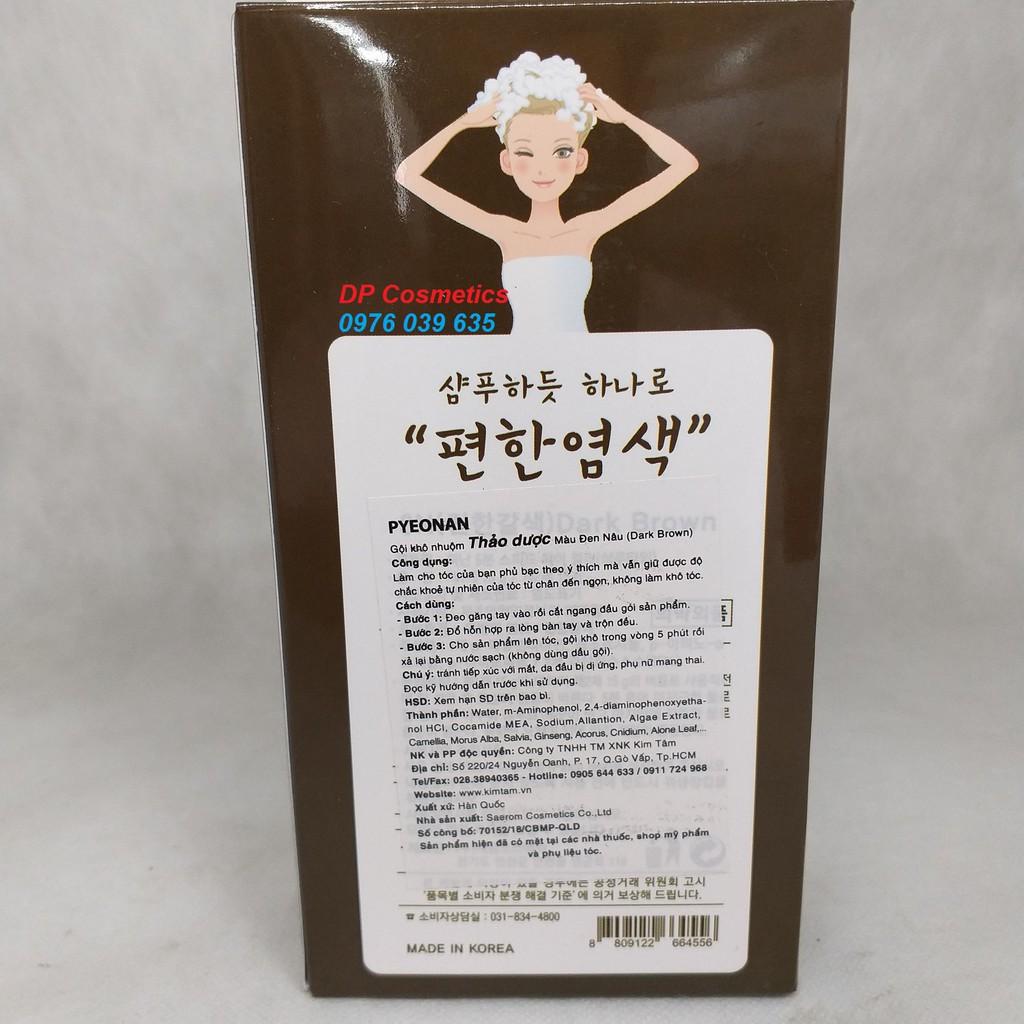 DP Cosmetics
0976 039 635
샴푸하듯 하나로
“편한염색”
PYEONAN
Gội khô nhuộm Thảo dược Màu Đen Nâu (Dark Brown)
Công dụng:
Làm cho tóc của bạn phủ bạc theo ý thích mà vẫn giữ được độ
chắc khoẻ tự nhiên của tóc từ chân đến ngọn, không làm khô tóc.
Cách dùng:
- Bước 1: Đeo găng tay vào rồi cắt ngang đầu gói sản phẩm.
- Bước 2: Đổ hỗn hợp ra lòng bàn tay và trộn đều.
- Bước 3: Cho sản phẩm lên tóc, gội khô trong vòng 5 phút rồi
xả lại bằng nước sạch (không dùng dầu gội).
Chú ý: tránh tiếp xúc với mắt, da đầu bị dị ứng, phụ nữ mang thai.
Đọc kỹ hướng dẫn trước khi sử dụng.
HSD: Xem hạn SD trên bao bì.
Thành phần: Water, m-Aminophenol, 2,4-diaminophenoxyetha-
nol HCl, Cocamide MEA, Sodium,Allantion, Algae Extract,
Camellia, Morus Alba, Salvia, Ginseng, Acorus, Cnidium, Alone Leaf,...
NK và PP độc quyền: Công ty TNHH TM XNK Kim Tâm
Địa chỉ: Số 220/24 Nguyễn Oanh, P. 17, Q.Gò Vấp, Tp.HCM
Tel/Fax: 028.38940365 - Hotline: 0905 644 633 / 0911 724 968
Website: www.kimtam.vn
Xuất xứ: Hàn Quốc
Nhà sản xuất: Saerom Cosmetics Co.,Ltd
Số công bố: 70152/18/CBMP-QLD
Sản phẩm hiện đã có mặt tại các nhà thuốc, shop mỹ phẩm
và phụ liệu tóc.
경우에는 공정거래 위원회 고시
'품목별 소비자 분쟁 해결 기준' 에 의거 보상해 드립니다.
☎ 소비자상담실 : 031-834-4800
MADE IN KOREA
8 809122 664556